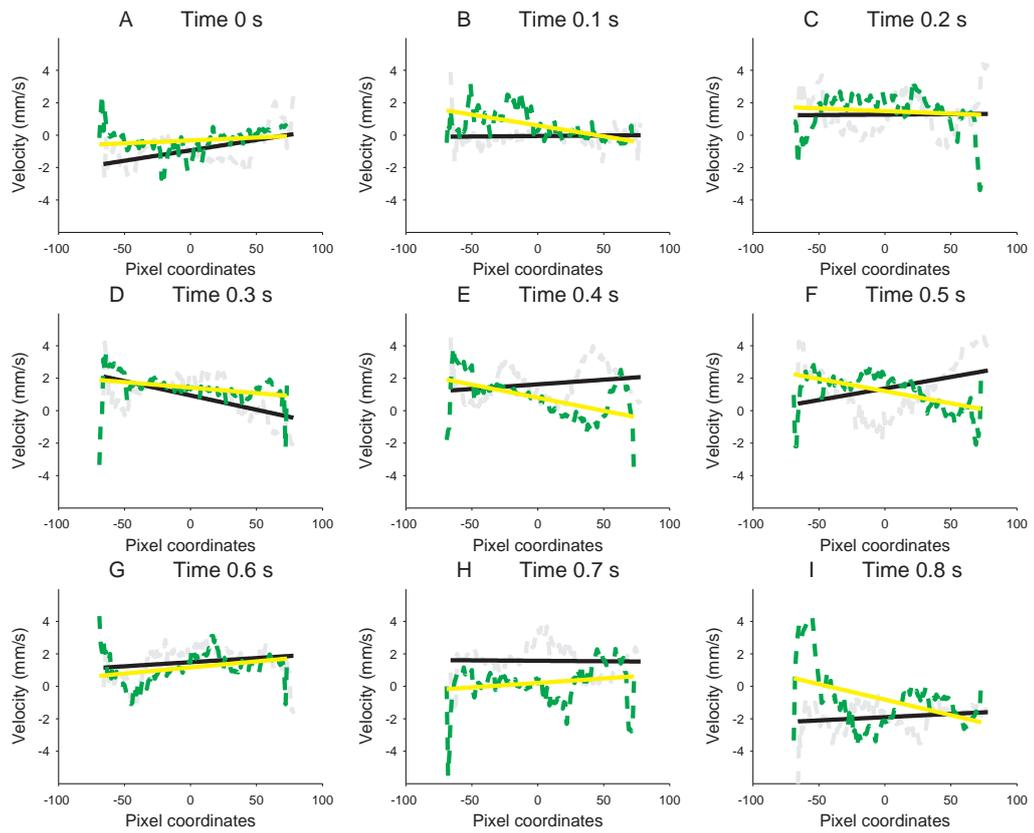 A Time 0 s
B Time 0.1 s
C Time 0.2 s
Velocity (mm/s)
4
2
0
-2
-4
-100 -50 0 50 100
Pixel coordinates
Velocity (mm/s)
4
2
0
-2
-4
-100 -50 0 50 100
Pixel coordinates
Velocity (mm/s)
4
2
0
-2
-4
-100 -50 0 50 100
Pixel coordinates
D Time 0.3 s
E Time 0.4 s
F Time 0.5 s
Velocity (mm/s)
4
2
0
-2
-4
-100 -50 0 50 100
Pixel coordinates
Velocity (mm/s)
4
2
0
-2
-4
-100 -50 0 50 100
Pixel coordinates
Velocity (mm/s)
4
2
0
-2
-4
-100 -50 0 50 100
Pixel coordinates
G Time 0.6 s
H Time 0.7 s
I Time 0.8 s
Velocity (mm/s)
4
2
0
-2
-4
-100 -50 0 50 100
Pixel coordinates
Velocity (mm/s)
4
2
0
-2
-4
-100 -50 0 50 100
Pixel coordinates
Velocity (mm/s)
4
2
0
-2
-4
-100 -50 0 50 100
Pixel coordinates